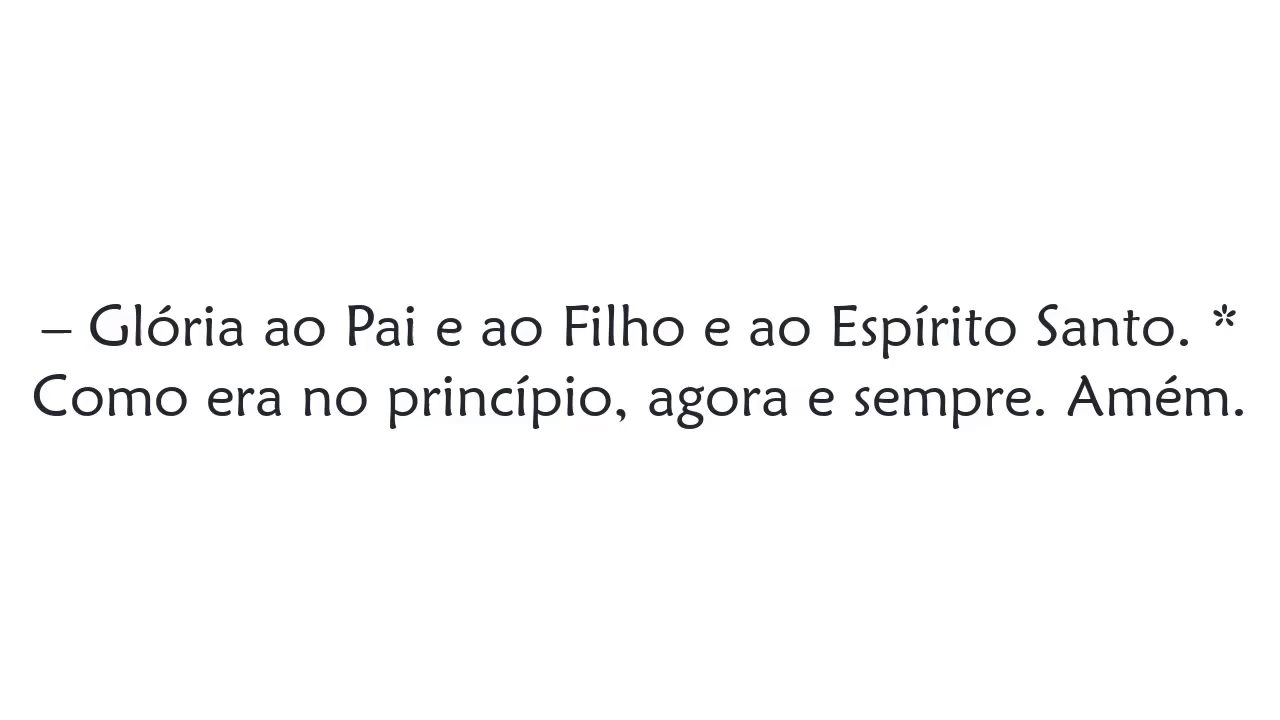 – Glória ao Pai e ao Filho e ao Espírito Santo. *
Como era no princípio, agora e sempre. Amém.